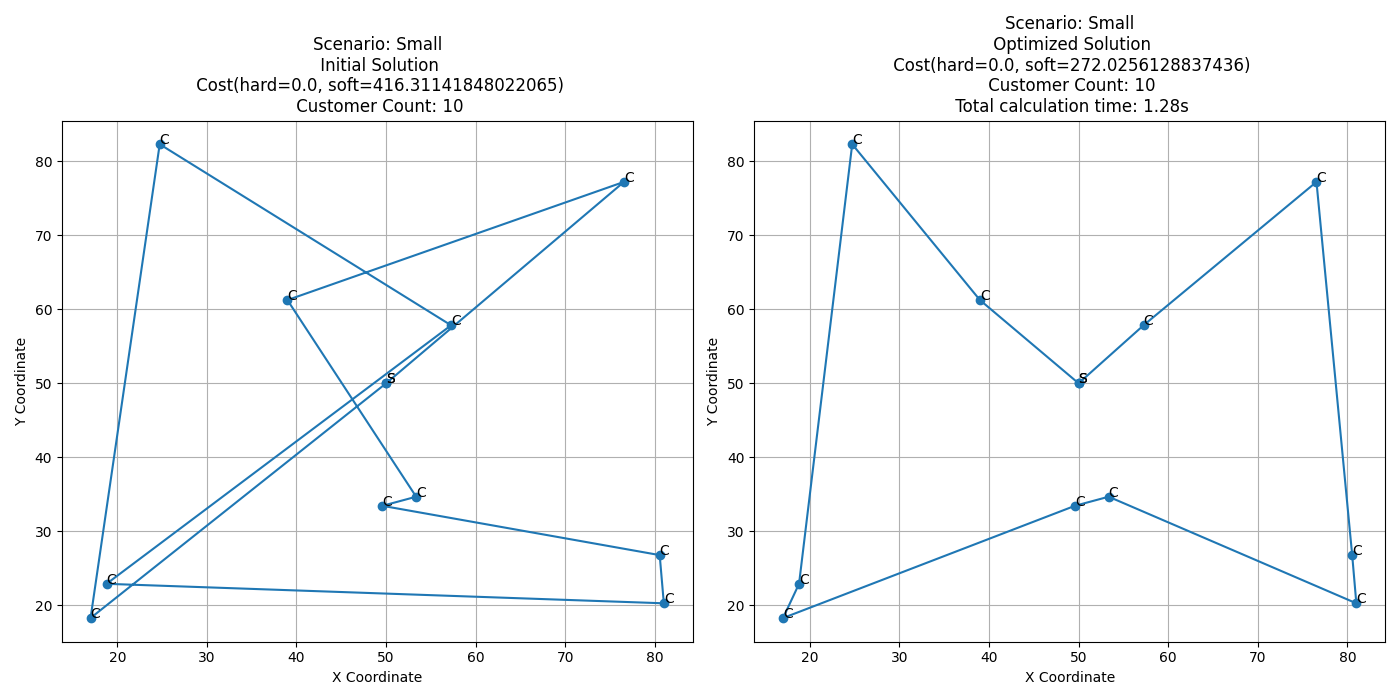 Scenario: Small
Initial Solution
Cost(hard=0.0, soft=416.31141848022065)
Customer Count: 10
C
C
C
C
S
C
C
C
C
C
C
80
70
60
50
40
30
20
Y Coordinate
20 30 40 50 60 70 80
X Coordinate
Scenario: Small
Optimized Solution
Cost(hard=0.0, soft=272.0256128837436)
Customer Count: 10
Total calculation time: 1.28s
C
C
C
C
S
C
C
C
C
C
C
80
70
60
50
40
30
20
Y Coordinate
20 30 40 50 60 70 80
X Coordinate